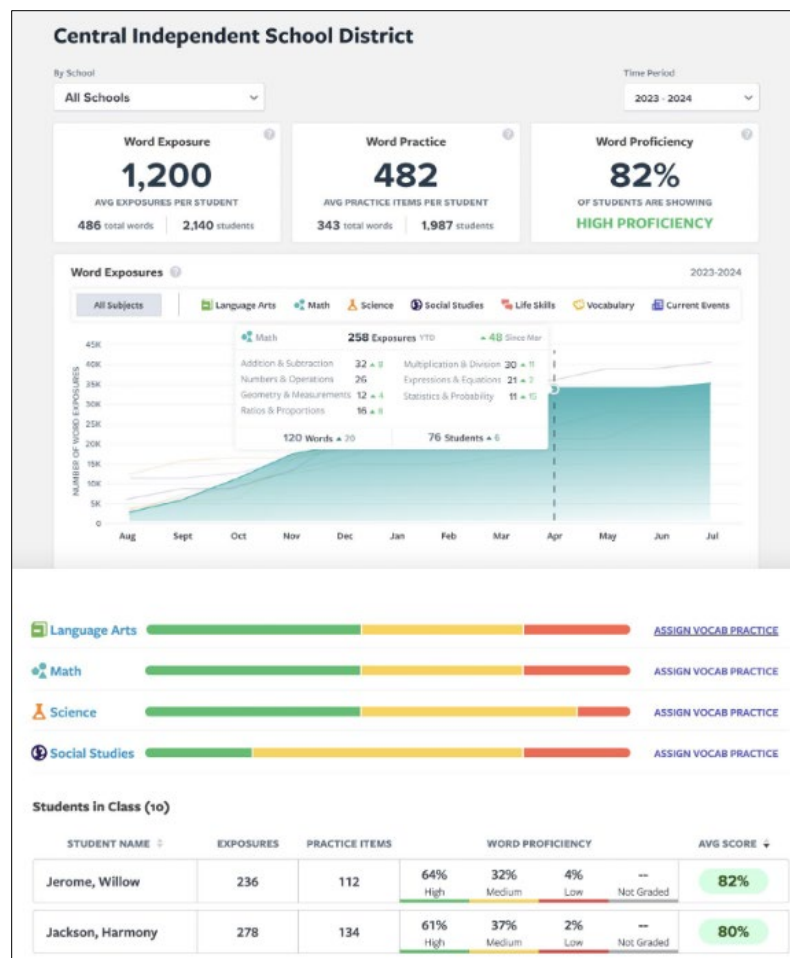 Central Independent School District
By School
Time Period
All Schools
2023 - 2024
Word Exposure
Word Practice
Word Proficiency
1,200
482
82%
AVG EXPOSURES PER STUDENT
AVG PRACTICE ITEMS PER STUDENT
OF STUDENTS ARE SHOWING
486 total words
2,140 students
343 total words
1,987 students
HIGH PROFICIENCY
Word Exposures
2023-2024
All Subjects
Language Arts
Math
Science
Social Studies
Life Skills
Vocabulary
Current Events
Math
258 Exposures YTD
48 Since Mar
Addition & Subtraction 32
Multiplication & Division 30 11
Numbers & Operations 26
Expressions & Equations 21
Geometry & Measurements 12 4
Statistics & Probability 11
Ratios & Proportions 16
120 Words 20
76 Students 6
NUMBER OF WORD EXPOSURES
45K
40K
35K
30K
25K
20K
15K
10K
5K
0
Aug Sept Oct Nov Dec Jan Feb Mar Apr May Jun Jul
Language Arts ASSIGN VOCAB PRACTICE
Math ASSIGN VOCAB PRACTICE
Science ASSIGN VOCAB PRACTICE
Social Studies ASSIGN VOCAB PRACTICE
Students in Class (10)
STUDENT NAME EXPOSURES PRACTICE ITEMS WORD PROFICIENCY AVG SCORE
Jerome, Willow 236 112 64% 32% 4% -- 82%
High Medium Low Not Graded
Jackson, Harmony 278 134 61% 37% 2% -- 80%
High Medium Low Not Graded